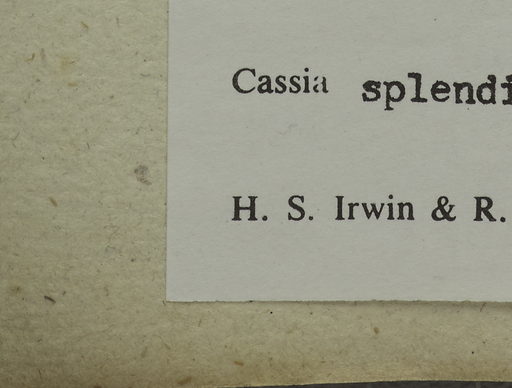 Cassia splendi
H. S. Irwin & R.